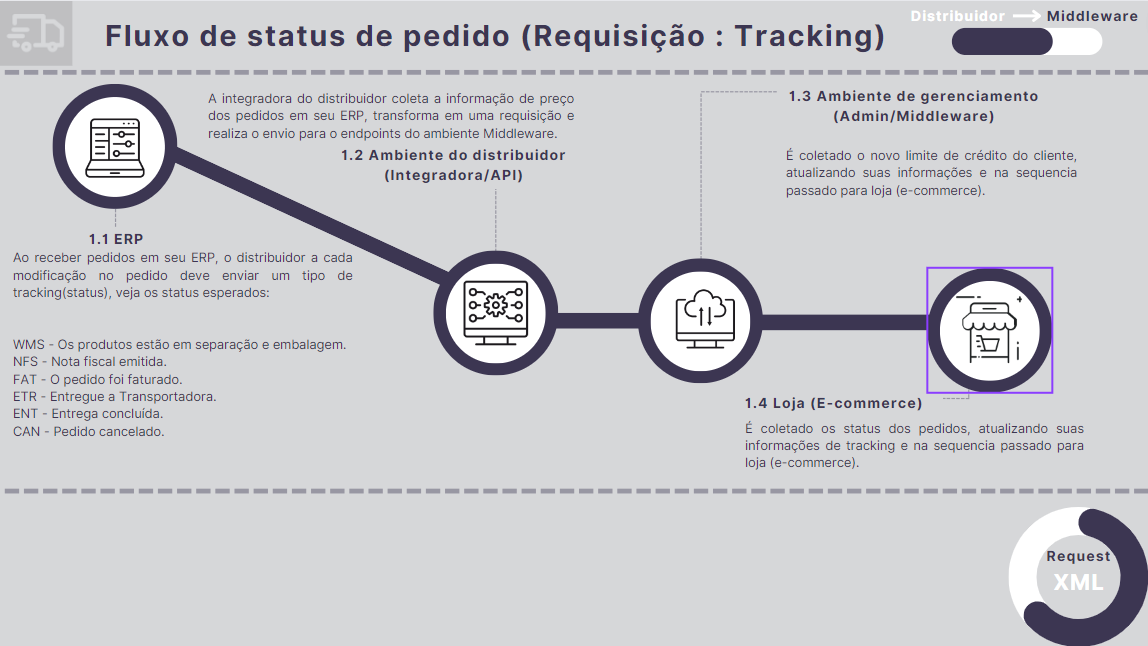 Distribuidor Middleware
Fluxo de status de pedido (Requisição : Tracking)
A integradora do distribuidor coleta a informação de preço
dos pedidos em seu ERP, transforma em uma requisição e
realiza o envio para o endpoints do ambiente Middleware.
1.2 Ambiente do distribuidor
(Integradora/API)
1.3 Ambiente de gerenciamento
(Admin/Middleware)
É coletado o novo limite de crédito do cliente,
atualizando suas informações e na sequencia
passado para loja (e-commerce).
1.1 ERP
Ao receber pedidos em seu ERP, o distribuidor a cada
modificação no pedido deve enviar um tipo de
tracking(status), veja os status esperados:
WMS - Os produtos estão em separação e embalagem.
NFS - Nota fiscal emitida.
FAT - O pedido foi faturado.
ETR - Entregue a Transportadora.
ENT - Entrega concluída.
CAN - Pedido cancelado.
1.4 Loja (E-commerce)
É coletado os status dos pedidos, atualizando suas
informações de tracking e na sequencia passado para
loja (e-commerce).
Request
XML